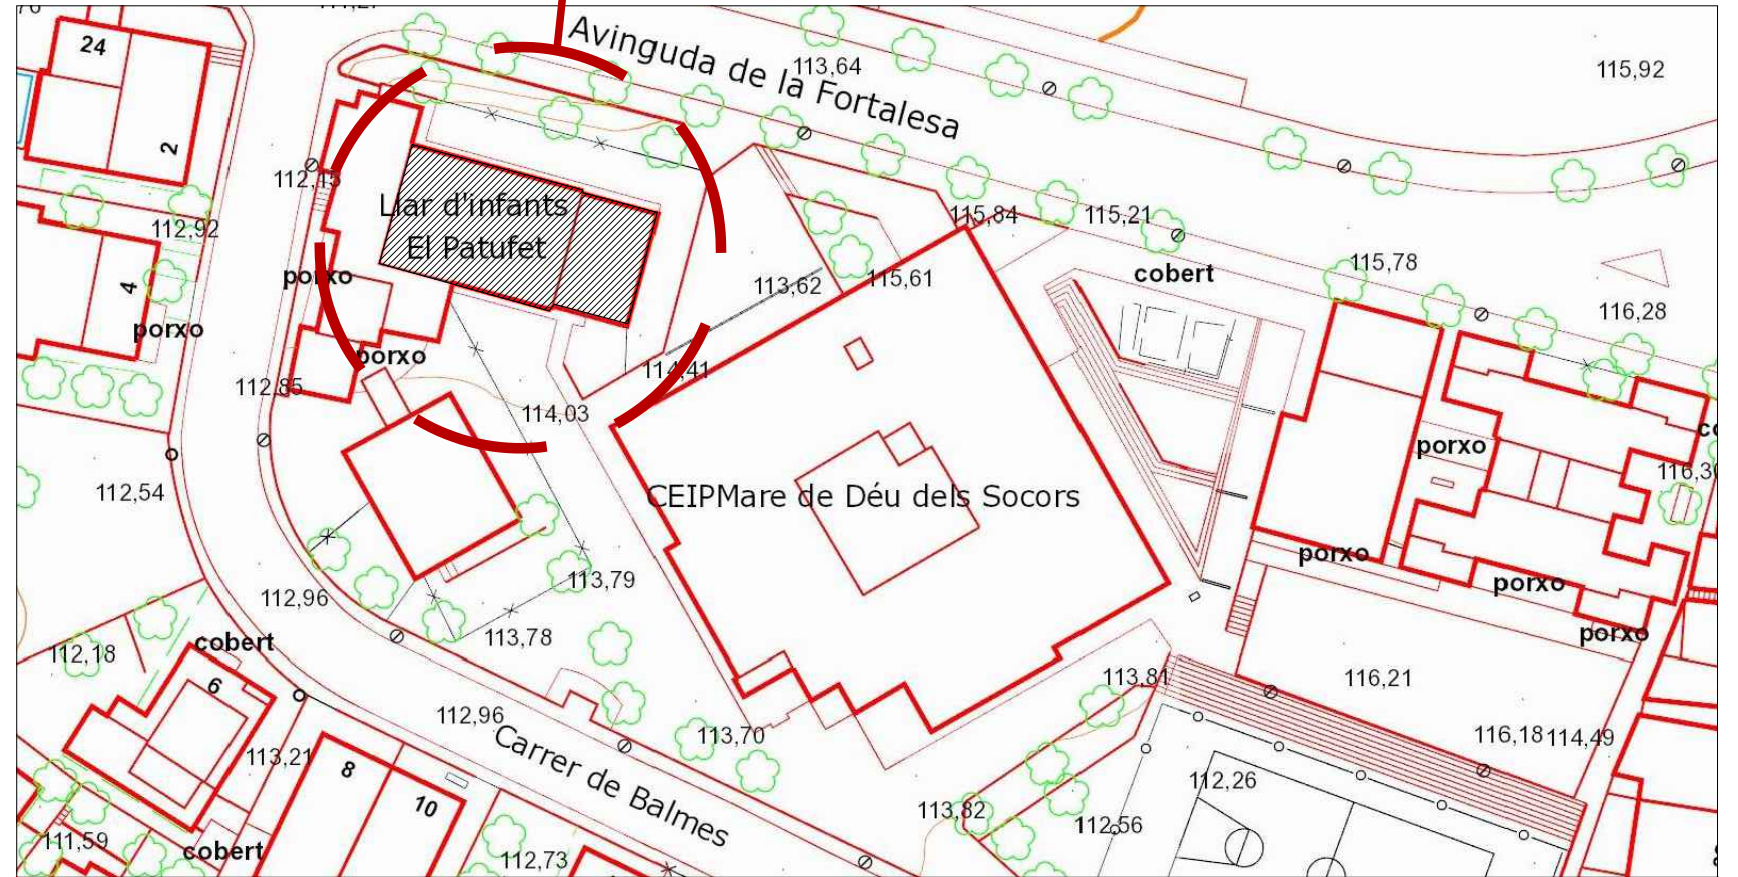 24
Avinguda de la Fortalesa
113,64
115,92
2
112,13
Llar d'infants
El Patufet
112,92
115,84
115,21
porxo
4
113,62
115,61
cobert
115,78
116,28
porxo
porxo
112,85
114,41
114,03
porxo
112,54
CEIPMare de Déu dels Socors
porxo
porxo
113,79
112,96
113,78
porxo
cobert
112,18
6
113,81
116,21
112,96
113,70
116,18
114,49
113,21
8
Carrer de Balmes
10
112,26
113,82
112,56
111,59
cobert
112,73